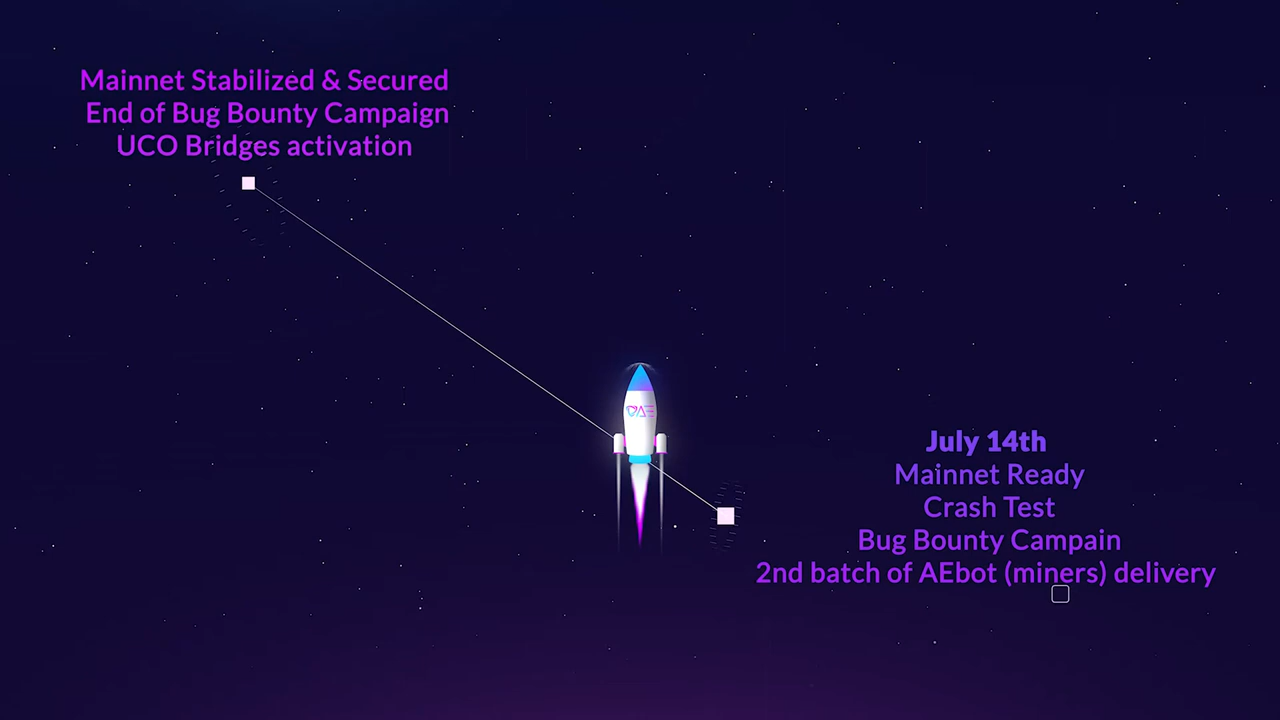 Mainnet Stabilized & Secured
End of Bug Bounty Campaign
UCO Bridges activation
July 14th
Mainnet Ready
Crash Test
Bug Bounty Campain
2nd batch of AEbot (miners) delivery